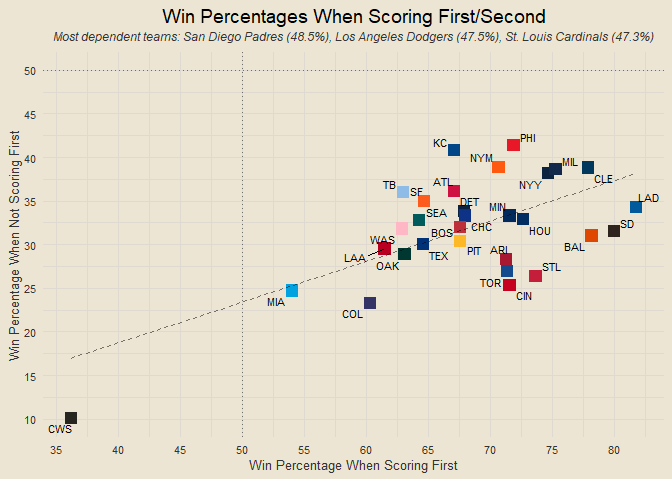 Win Percentages When Scoring First/Second
Most dependent teams: San Diego Padres (48.5%), Los Angeles Dodgers (47.5%), St. Louis Cardinals (47.3%)
Win Percentage When Not Scoring First
50
45
40
35
30
25
20
15
10
KC
PHI
NYM
MIL
NYY
CLE
TB
SF
ATL
DET
MIN
LAD
SEA
HOU
SD
WAS
BOS
CHC
BAL
LAA
OAK
TEX
PIT
ARI
STL
TOR
CIN
MIA
COL
CWS
35
45
50
55
60
65
70
75
80
Win Percentage When Scoring First